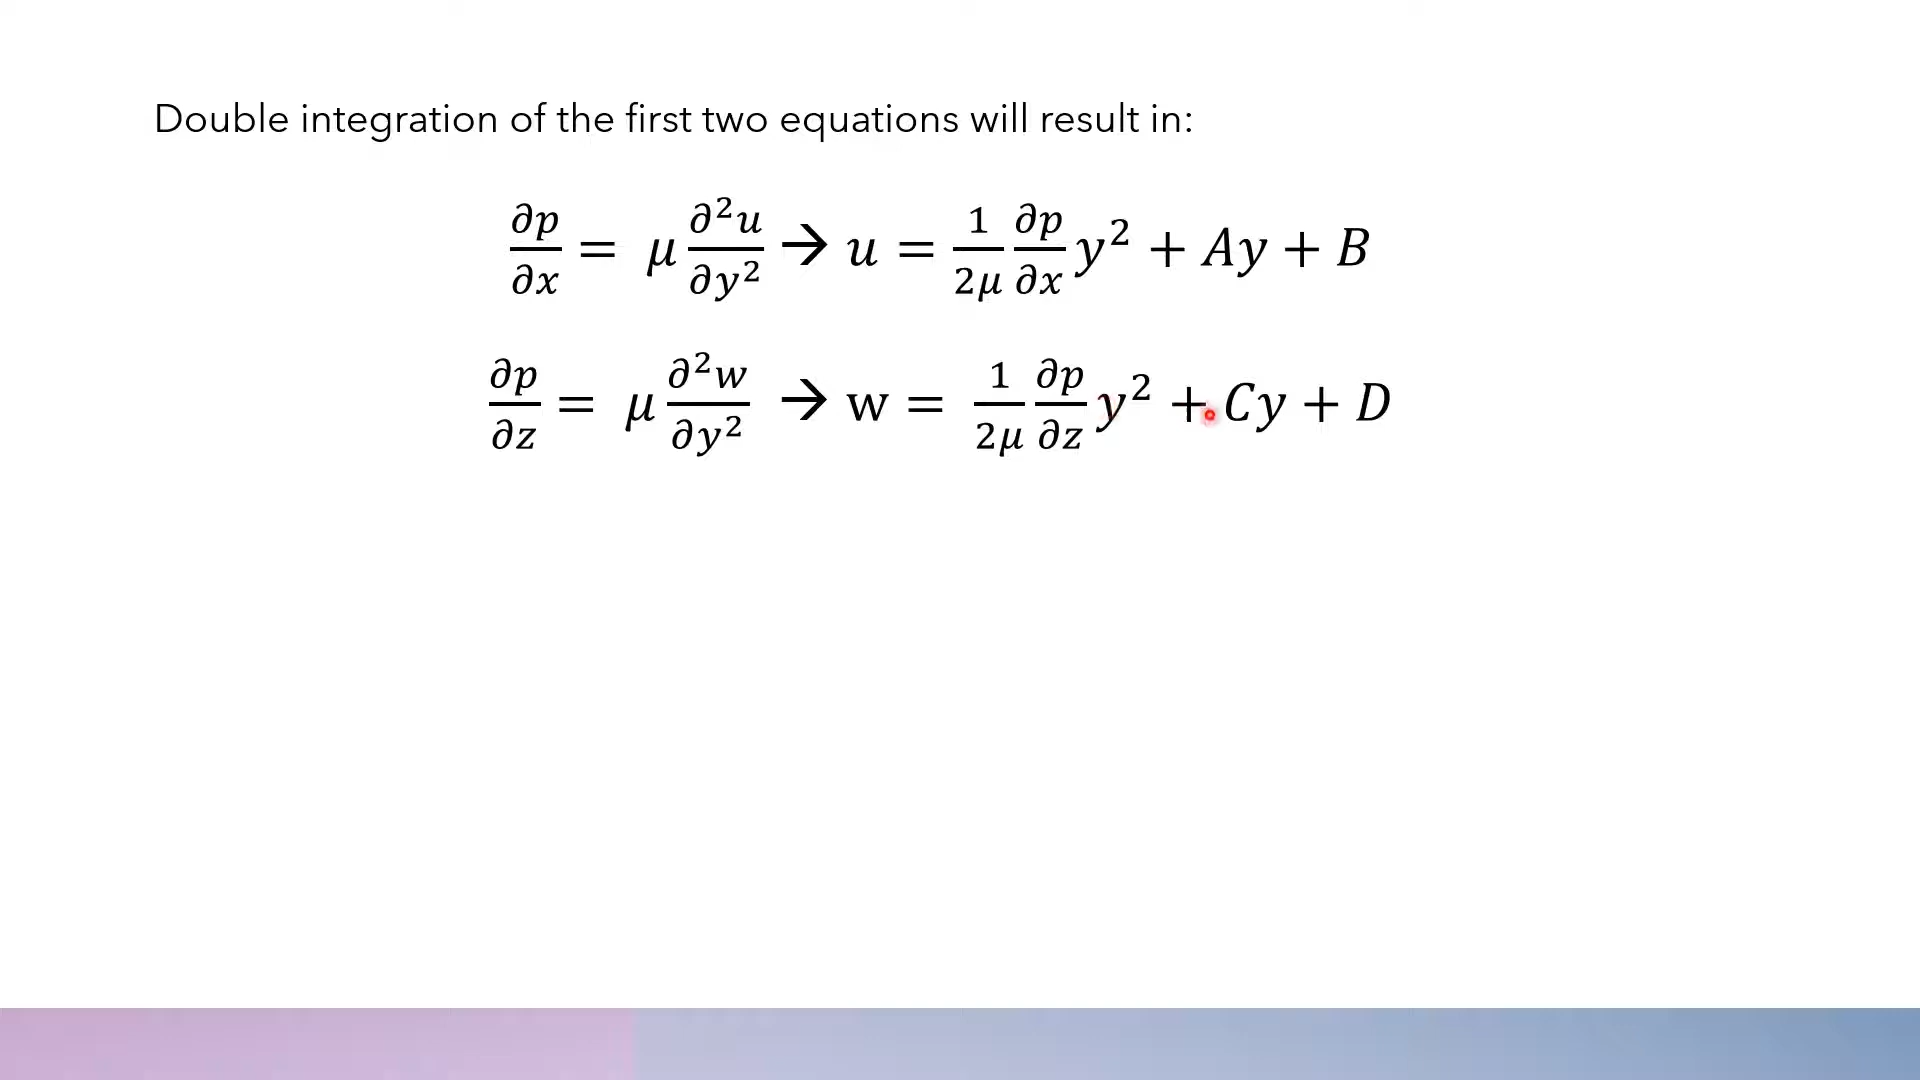 Double integration of the first two equations will result in:
∂p/∂x = μ ∂²u/∂y² → u = 1/2μ ∂p/∂x y² + Ay + B
∂p/∂z = μ ∂²w/∂y² → w = 1/2μ ∂p/∂z y² + Cy + D